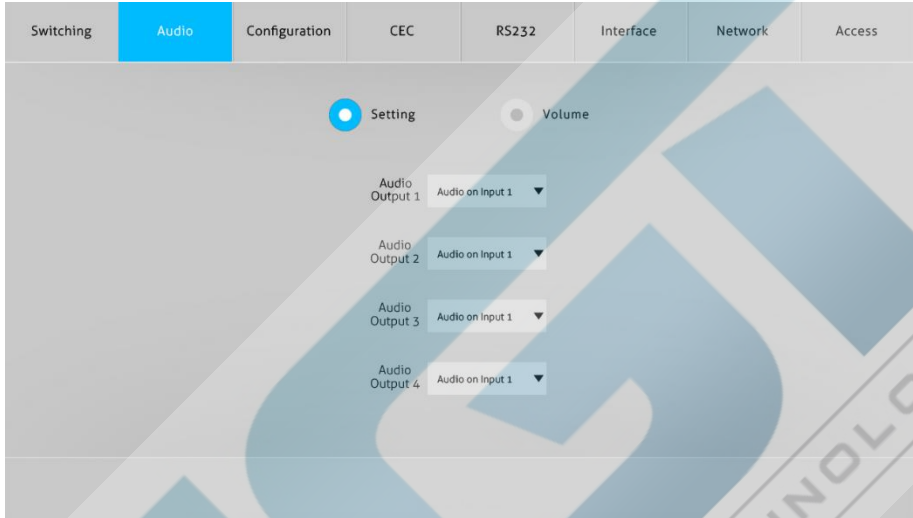 Switching Audio Configuration CEC RS232 Interface Network Access
Setting Volume
Audio
Output 1 Audio on Input 1
Audio
Output 2 Audio on Input 1
Audio
Output 3 Audio on Input 1
Audio
Output 4 Audio on Input 1